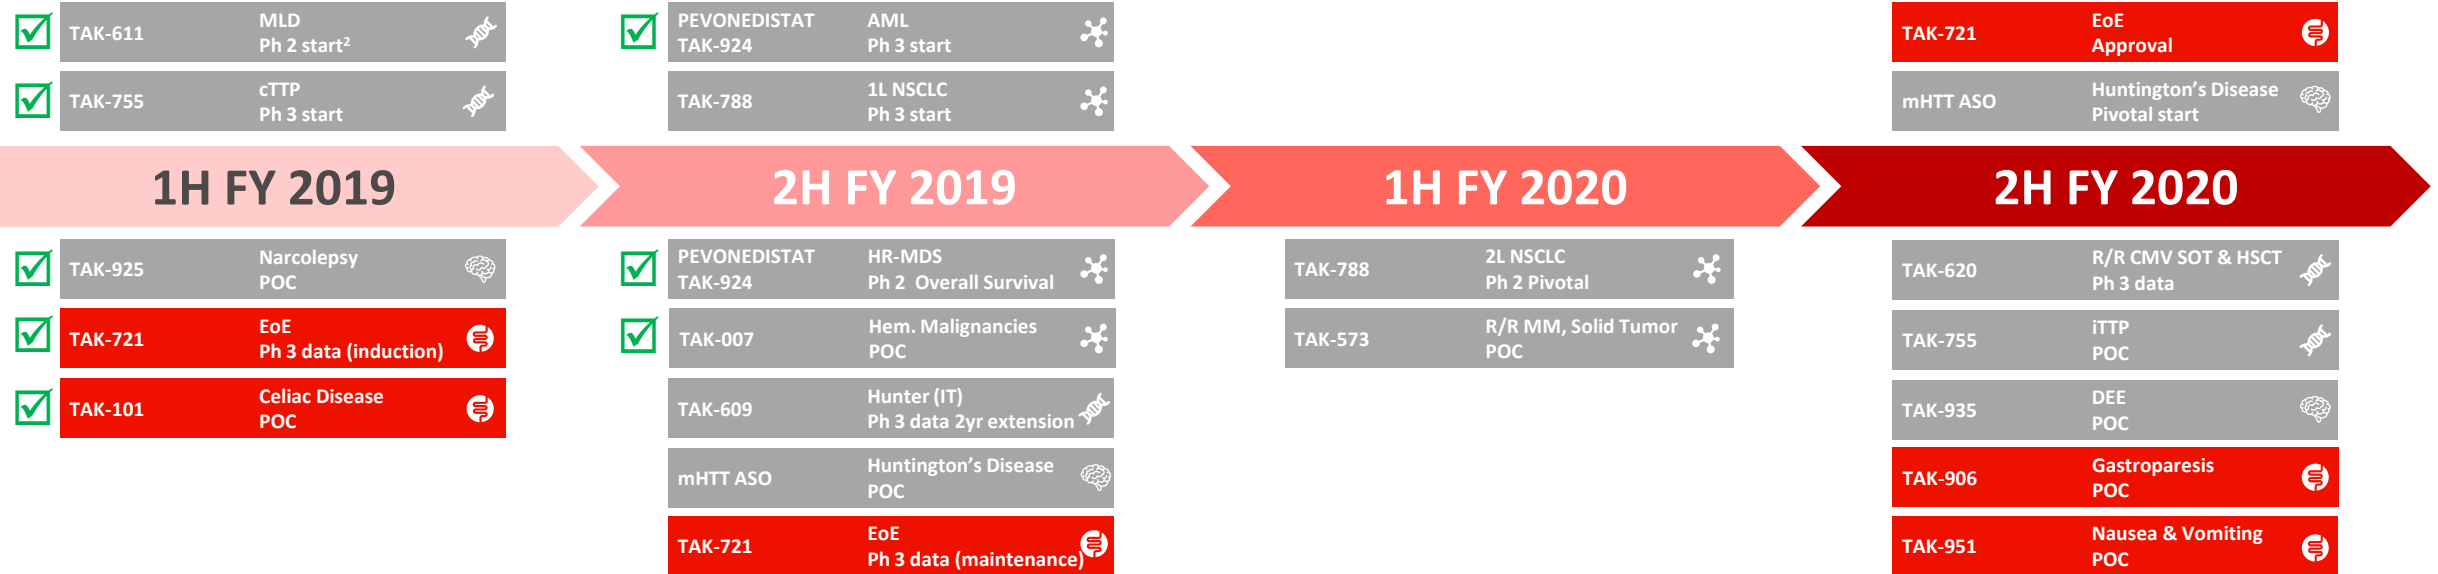 TAK-611
MLD
Ph 2 start²
TAK-755
cTTP
Ph 3 start
PEVONEDISTAT
TAK-924
AML
Ph 3 start
TAK-788
1L NSCLC
Ph 3 start
TAK-721
EoE
Approval
mHTT ASO
Huntington’s Disease
Pivotal start
1H FY 2019
2H FY 2019
1H FY 2020
2H FY 2020
TAK-925
Narcolepsy
POC
TAK-721
EoE
Ph 3 data (induction)
TAK-101
Celiac Disease
POC
PEVONEDISTAT
TAK-924
HR-MDS
Ph 2 Overall Survival
TAK-007
Hem. Malignancies
POC
TAK-609
Hunter (IT)
Ph 3 data 2yr extension
mHTT ASO
Huntington’s Disease
POC
TAK-721
EoE
Ph 3 data (maintenance)
TAK-788
2L NSCLC
Ph 2 Pivotal
TAK-573
R/R MM, Solid Tumor
POC
TAK-620
R/R CMV SOT & HSCT
Ph 3 data
TAK-755
iTTP
POC
TAK-935
DEE
POC
TAK-906
Gastroparesis
POC
TAK-951
Nausea & Vomiting
POC